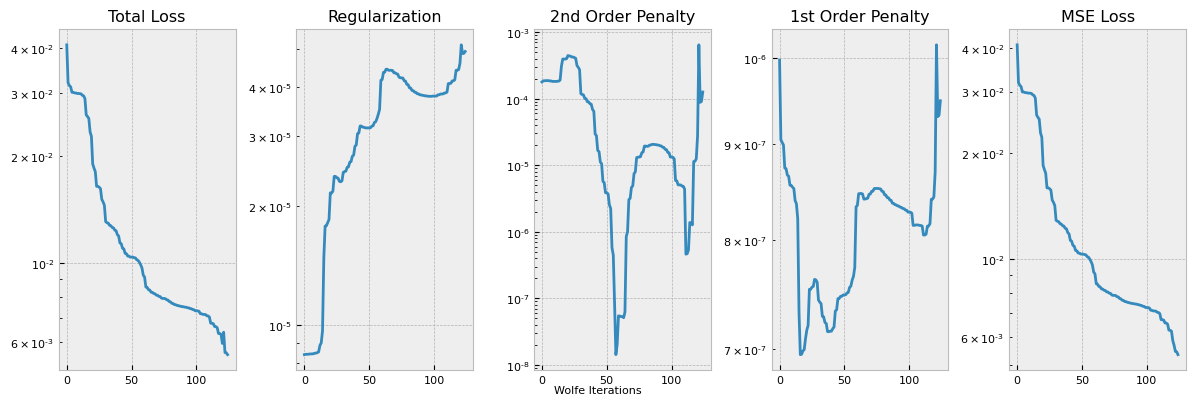 Total Loss
4 × 10⁻²
3 × 10⁻²
2 × 10⁻²
10⁻²
6 × 10⁻³
0 50 100
Regularization
4 × 10⁻⁵
3 × 10⁻⁵
2 × 10⁻⁵
10⁻⁵
0 50 100
2nd Order Penalty
10⁻³
10⁻⁴
10⁻⁵
10⁻⁶
10⁻⁷
10⁻⁸
0 50 100
Wolfe Iterations
1st Order Penalty
10⁻⁶
9 × 10⁻⁷
8 × 10⁻⁷
7 × 10⁻⁷
0 50 100
MSE Loss
4 × 10⁻²
3 × 10⁻²
2 × 10⁻²
10⁻²
6 × 10⁻³
0 50 100